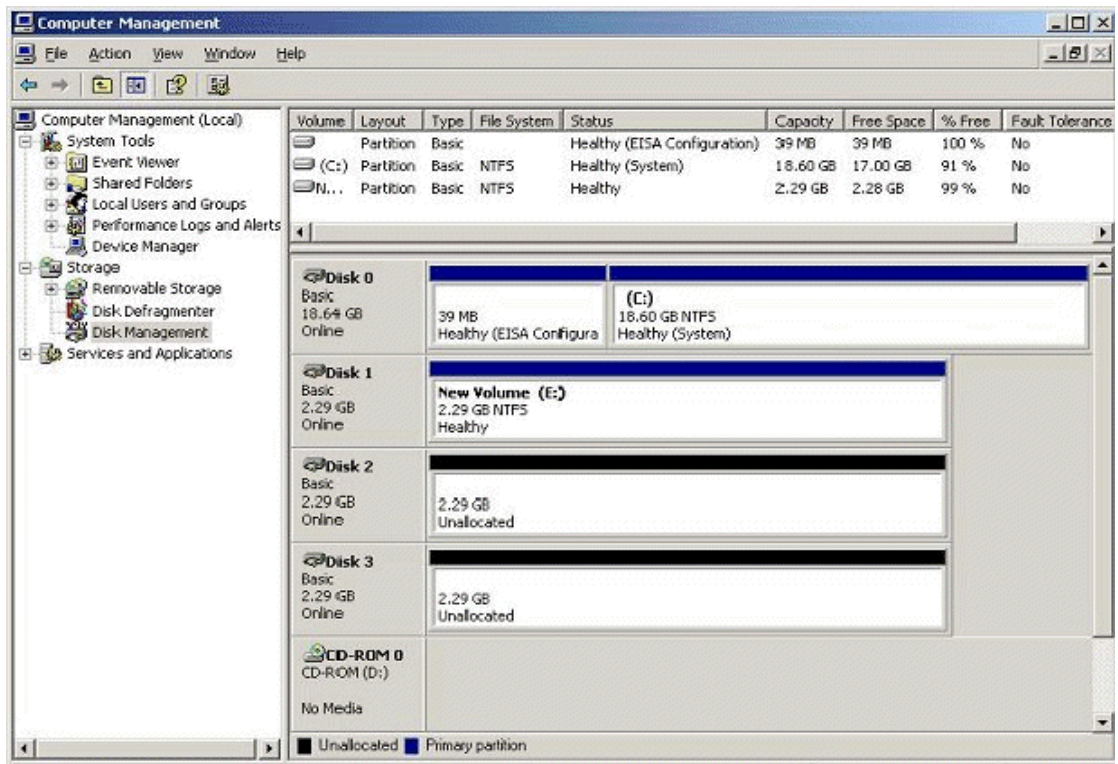 Computer Management
File Action View Window Help
Computer Management (Local)
System Tools
Event Viewer
Shared Folders
Local Users and Groups
Performance Logs and Alerts
Device Manager
Storage
Removable Storage
Disk Defragmenter
Disk Management
Services and Applications
Volume Layout Type File System Status Capacity Free Space % Free Fault Tolerance
Partition Basic Healthy (EISA Configuration) 39 MB 39 MB 100 % No
(C:) Partition Basic NTFS Healthy (System) 18.60 GB 17.00 GB 91 % No
N... Partition Basic NTFS Healthy 2.29 GB 2.28 GB 99 % No
Disk 0
Basic
18.64 GB
Online
39 MB
Healthy (EISA Configura
(C:)
18.60 GB NTFS
Healthy (System)
Disk 1
Basic
2.29 GB
Online
New Volume (E:)
2.29 GB NTFS
Healthy
Disk 2
Basic
2.29 GB
Online
2.29 GB
Unallocated
Disk 3
Basic
2.29 GB
Online
2.29 GB
Unallocated
CD-ROM 0
CD-ROM (D:)
No Media
Unallocated Primary partition